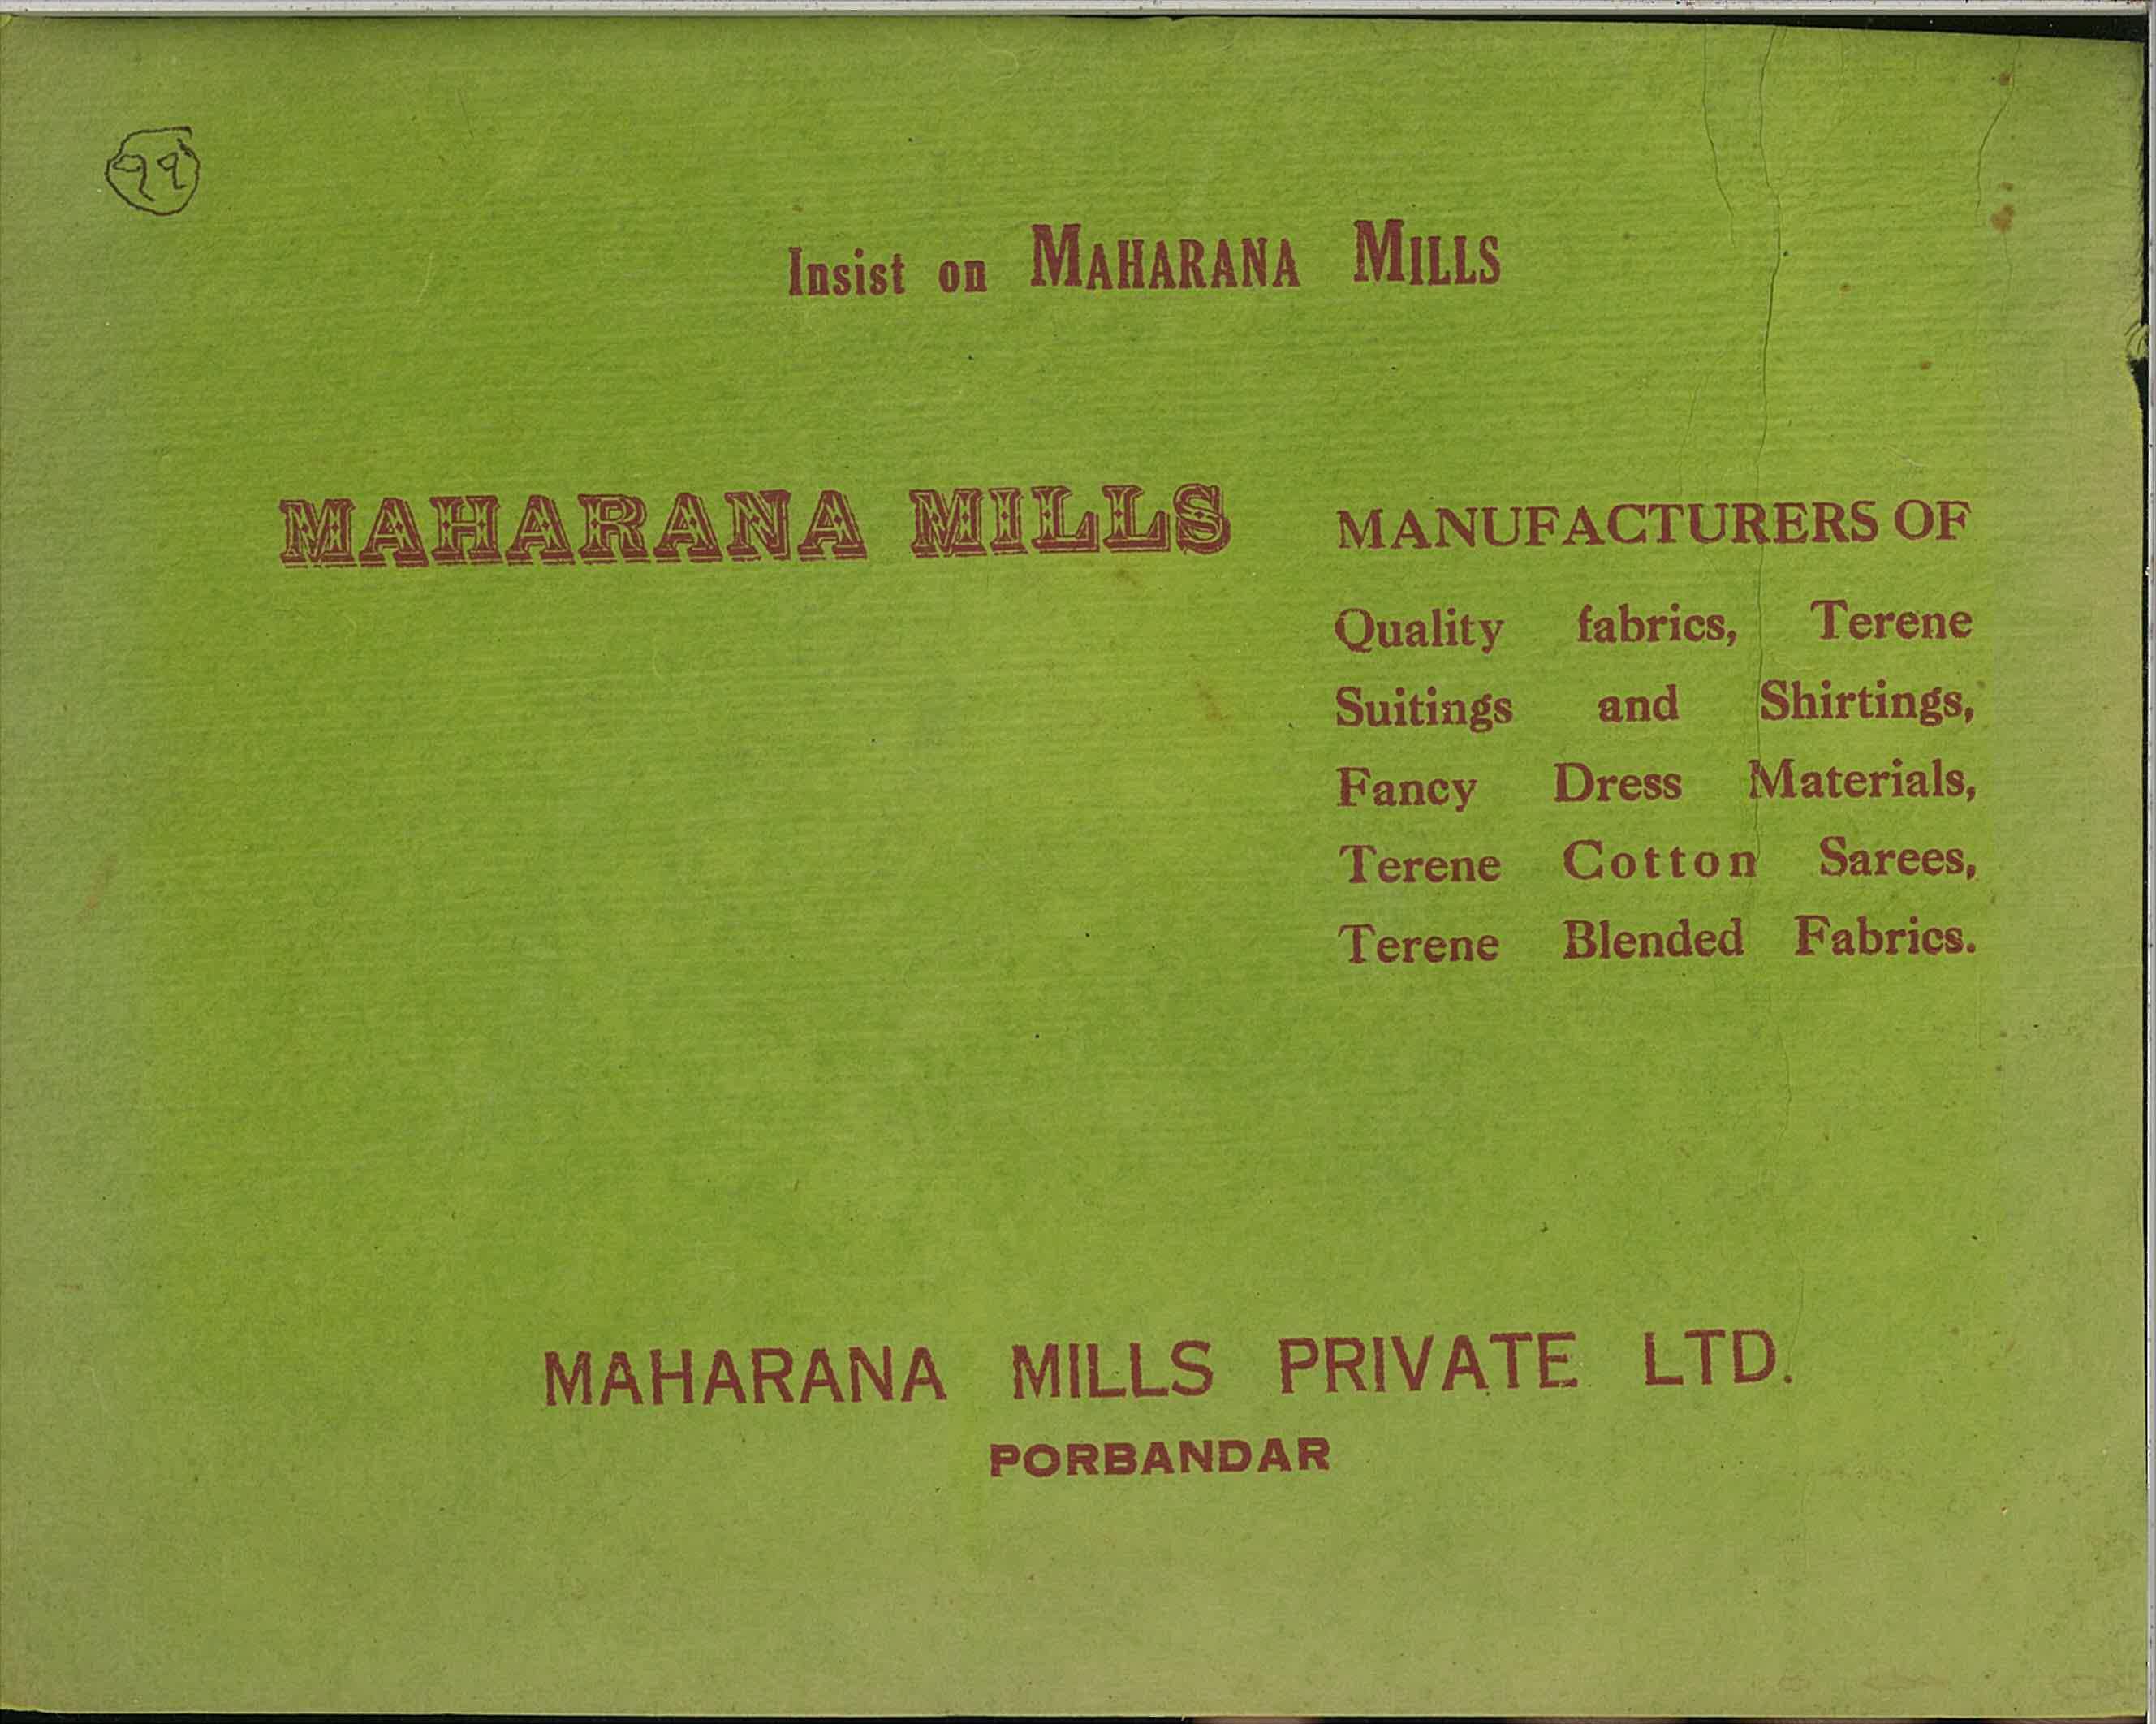 Insist on MAHARANA MILLS
MAHARANA MILLS
MANUFACTURERS OF
Quality fabrics, Terene
Suitings and Shirtings,
Fancy Dress Materials,
Terene Cotton Sarees,
Terene Blended Fabrics.
MAHARANA MILLS PRIVATE LTD.
PORBANDAR